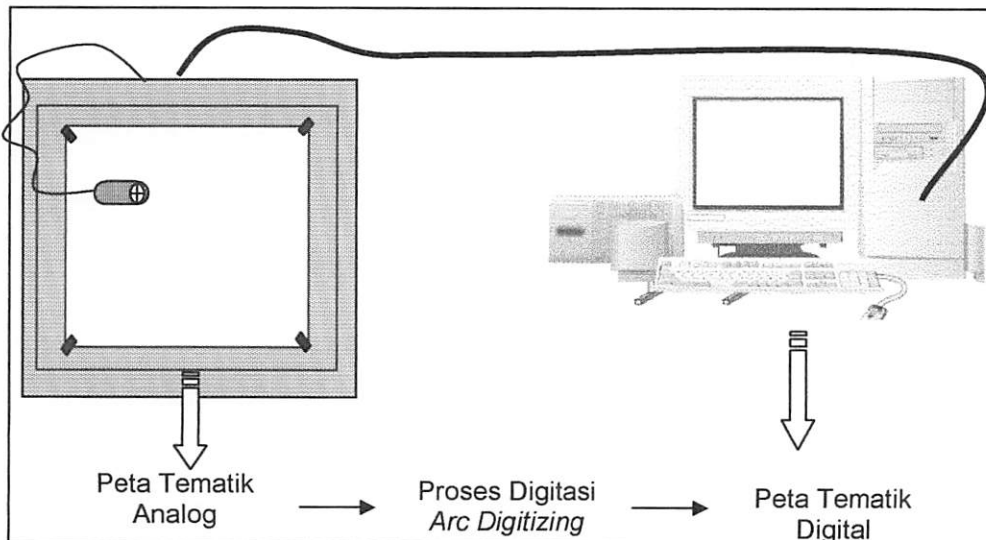 Peta Tematik
Analog
Proses Digitasi
Arc Digitizing
Peta Tematik
Digital